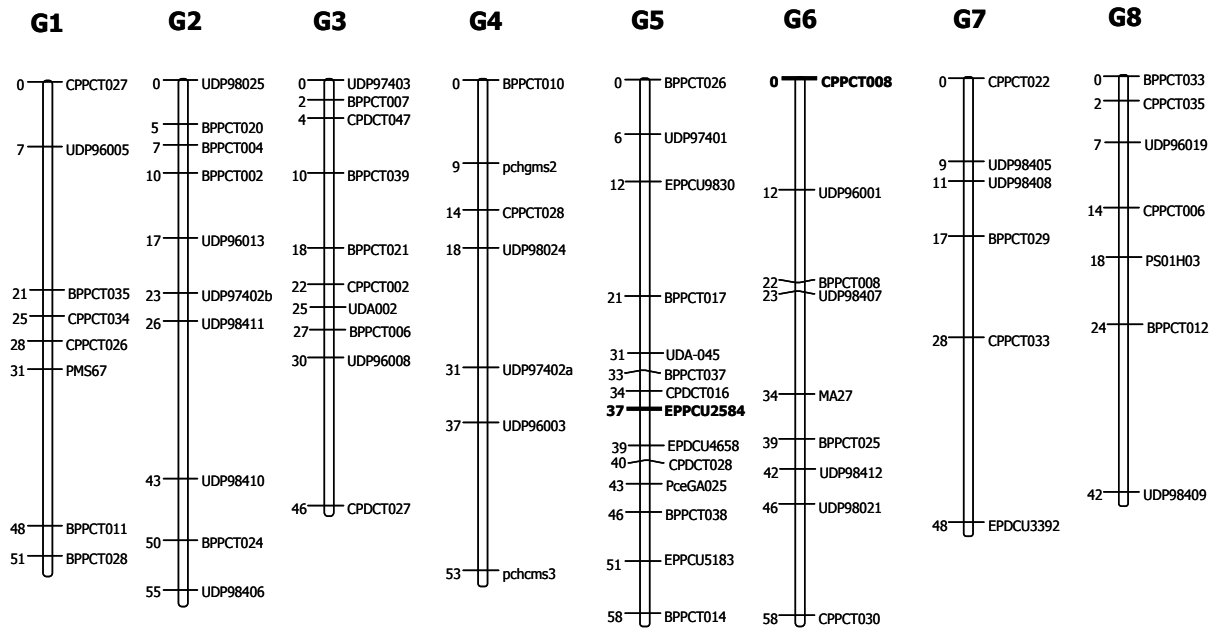 G1
0 CPPCT027
7 UDP96005
21 BPPCT035
25 CPPCT034
28 CPPCT026
31 PMS67
48 BPPCT011
51 BPPCT028
G2
0 UDP98025
5 BPPCT020
7 BPPCT004
10 BPPCT002
17 UDP96013
23 UDP97402b
26 UDP98411
43 UDP98410
50 BPPCT024
55 UDP98406
G3
0 UDP97403
2 BPPCT007
4 CPDCT047
10 BPPCT039
18 BPPCT021
22 CPPCT002
25 UDA002
27 BPPCT006
30 UDP96008
46 CPDCT027
G4
0 BPPCT010
9 pchgms2
14 CPPCT028
18 UDP98024
31 UDP97402a
37 UDP96003
53 pchcms3
G5
0 BPPCT026
6 UDP97401
12 EPPCU9830
21 BPPCT017
31 UDA-045
33 BPPCT037
34 CPDCT016
37 EPPCU2584
39 EPDCU4658
40 CPDCT028
43 PceGA025
46 BPPCT038
51 EPPCU5183
58 BPPCT014
G6
0 CPPCT008
12 UDP96001
22 BPPCT008
23 UDP98407
34 MA27
39 BPPCT025
42 UDP98412
46 UDP98021
58 CPPCT030
G7
0 CPPCT022
9 UDP98405
11 UDP98408
17 BPPCT029
28 CPPCT033
48 EPDCU3392
G8
0 BPPCT033
2 CPPCT035
7 UDP96019
14 CPPCT006
18 PS01H03
24 BPPCT012
42 UDP98409